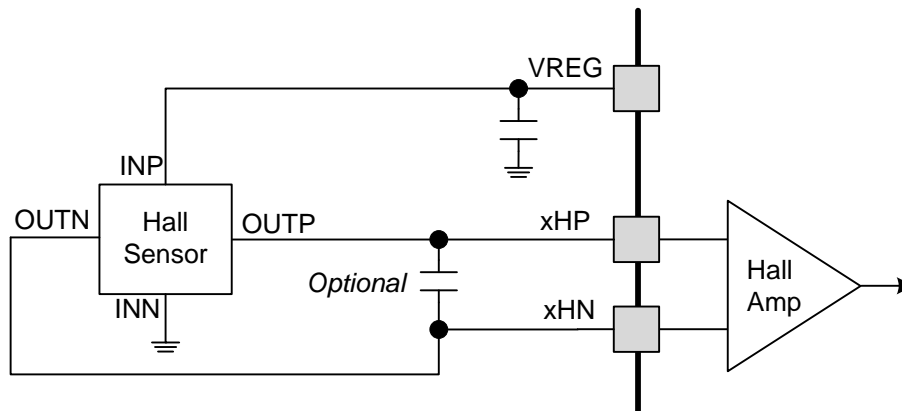 VREG
INP
OUTN
Hall
Sensor
OUTP
xHP
Optional
Hall
Amp
INN
xHN